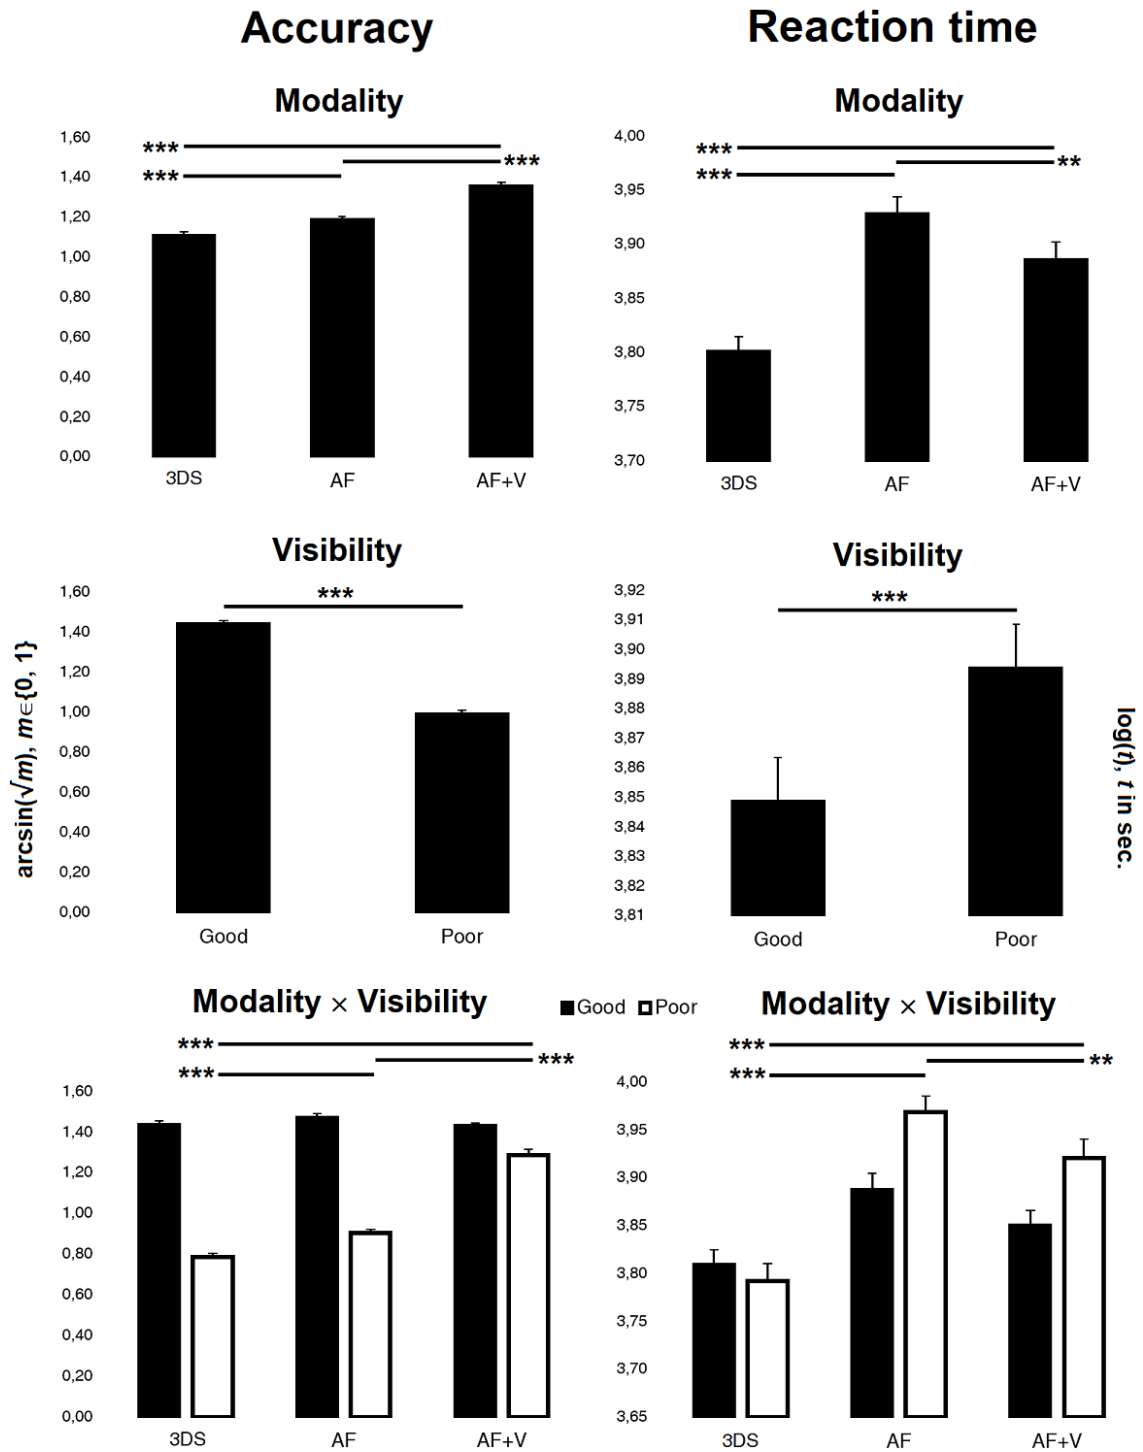 Accuracy
Reaction time
Modality
1,60
1,40
1,20
1,00
0,80
0,60
0,40
0,20
0,00
***
***
***
3DS
AF
AF+V
Modality
4,00
3,95
3,90
3,85
3,80
3,75
3,70
***
**
***
3DS
AF
AF+V
Visibility
1,60
1,40
1,20
1,00
0,80
0,60
0,40
0,20
0,00
***
Good
Poor
arcsin(√m), m∈{0, 1}
Visibility
3,92
3,91
3,90
3,89
3,88
3,87
3,86
3,85
3,84
3,83
3,82
3,81
***
Good
Poor
log(t), t in sec.
Modality × Visibility
Good Poor
***
***
***
1,60
1,40
1,20
1,00
0,80
0,60
0,40
0,20
0,00
3DS
AF
AF+V
Modality × Visibility
***
**
***
4,00
3,95
3,90
3,85
3,80
3,75
3,70
3,65
3DS
AF
AF+V